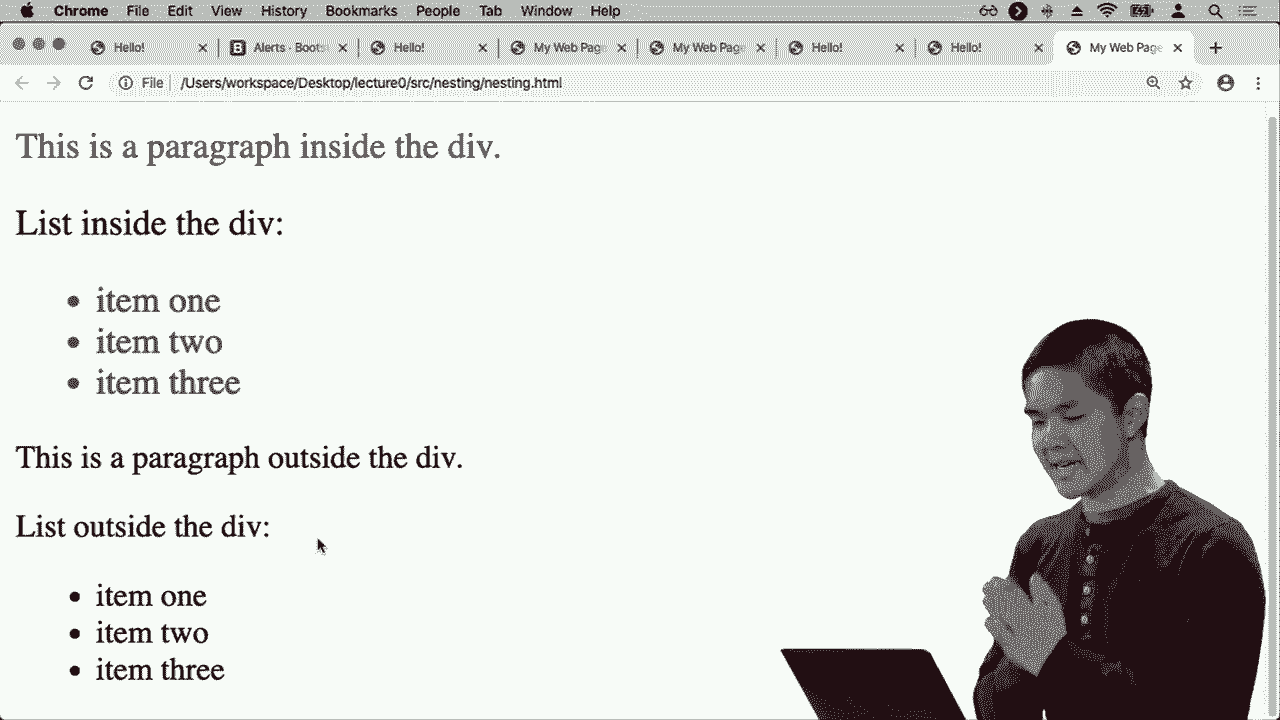 Chrome File Edit View History Bookmarks People Tab Window Help
Hello! Alerts · Boots Hello! My Web Page My Web Page Hello! Hello! My Web Page
File /Users/workspace/Desktop/lecture0/src/nesting/nesting.html
This is a paragraph inside the div.
List inside the div:
• item one
• item two
• item three
This is a paragraph outside the div.
List outside the div:
• item one
• item two
• item three